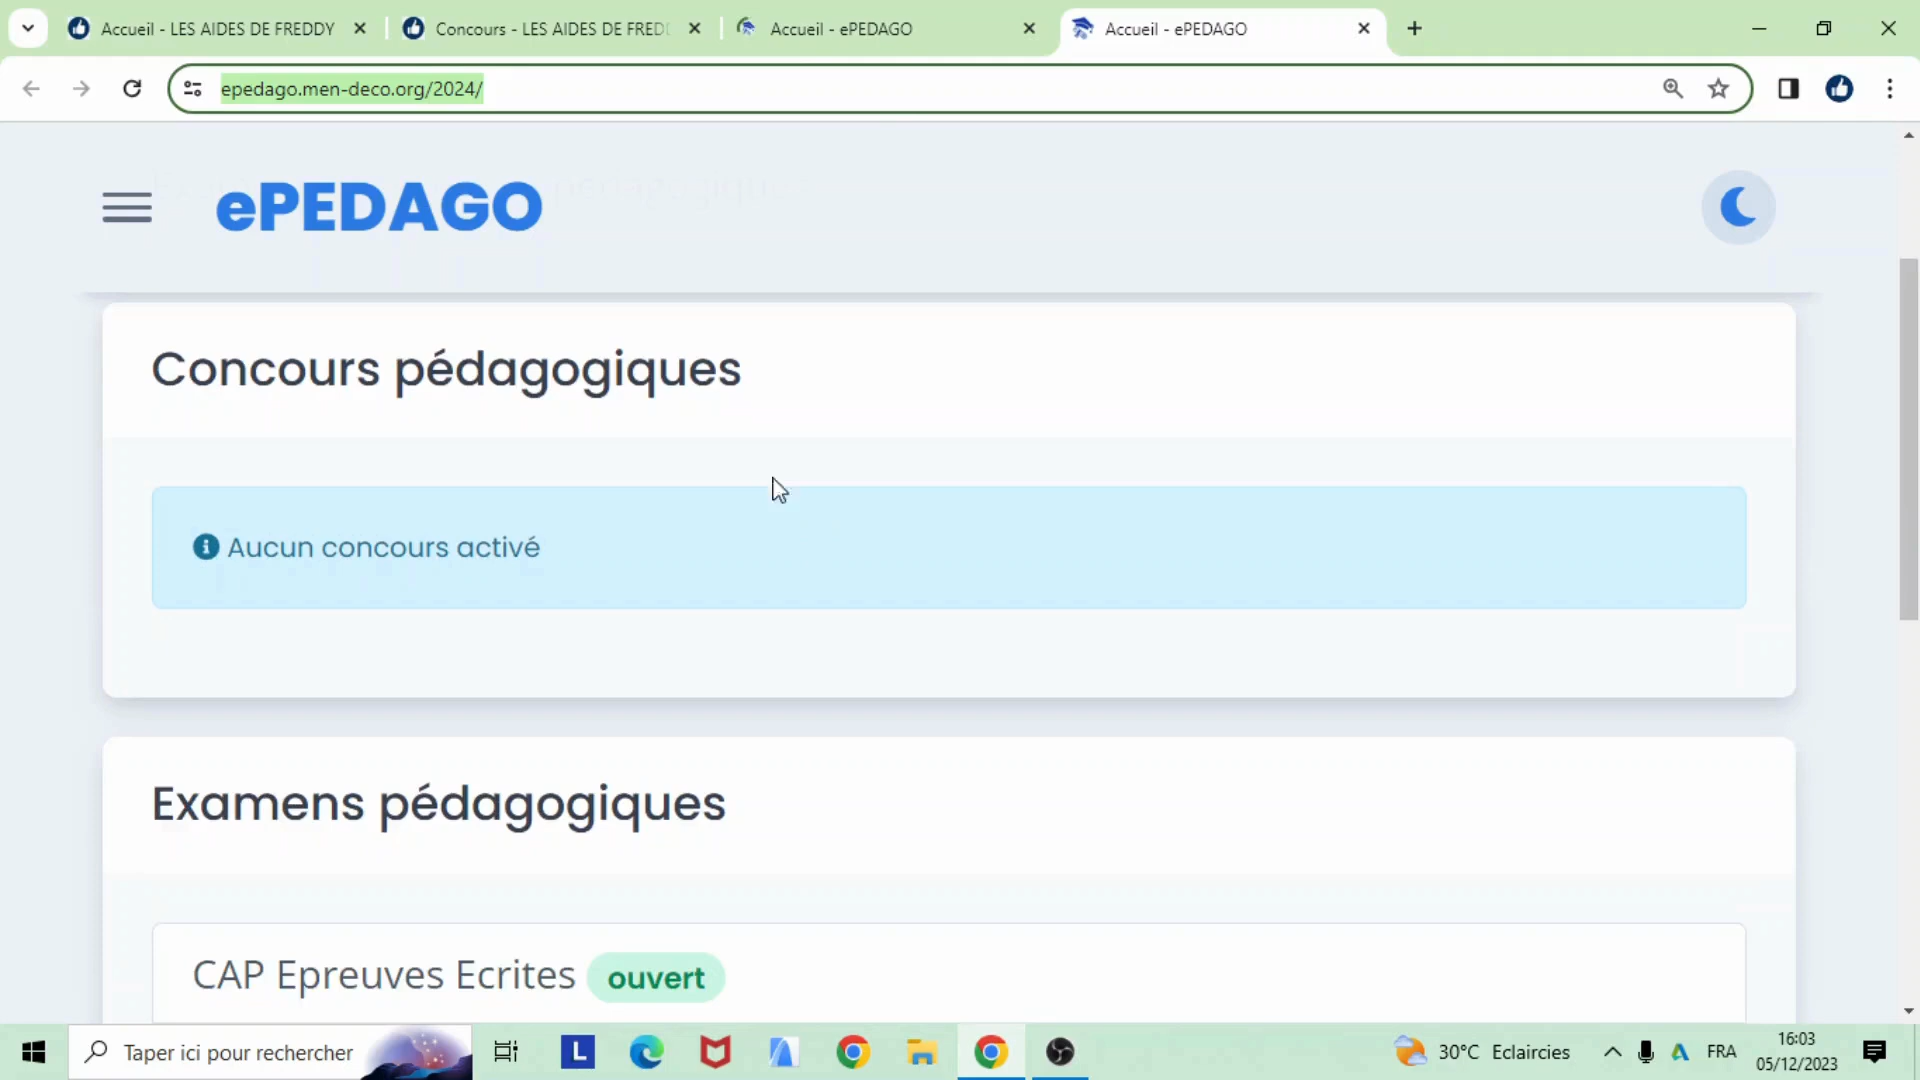 Accueil - LES AIDES DE FREDDY
Concours - LES AIDES DE FRED
Accueil - ePEDAGO
Accueil - ePEDAGO
epedago.men-deco.org/2024/
ePEDAGO
Concours pédagogiques
Aucun concours activé
Examens pédagogiques
CAP Epreuves Ecrites ouvert
Taper ici pour rechercher
L
30°C Eclaircies
FRA
16:03
05/12/2023